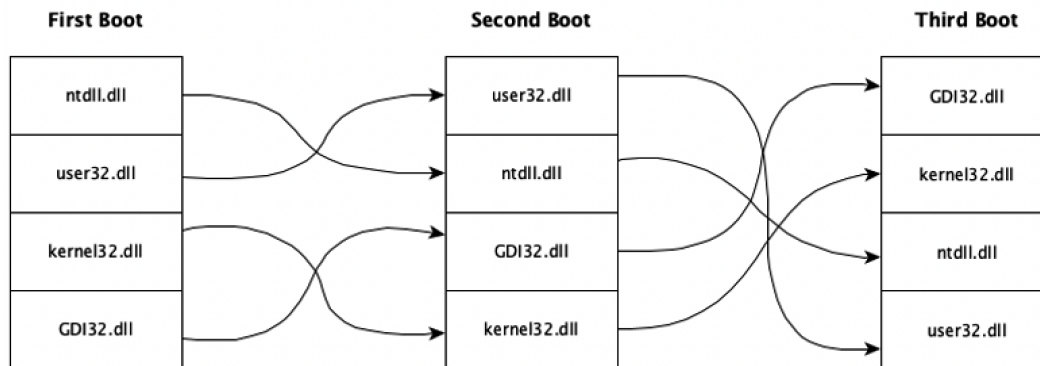 First Boot
Second Boot
Third Boot
ntdll.dll
user32.dll
kernel32.dll
GDI32.dll
user32.dll
ntdll.dll
GDI32.dll
kernel32.dll
GDI32.dll
kernel32.dll
ntdll.dll
user32.dll